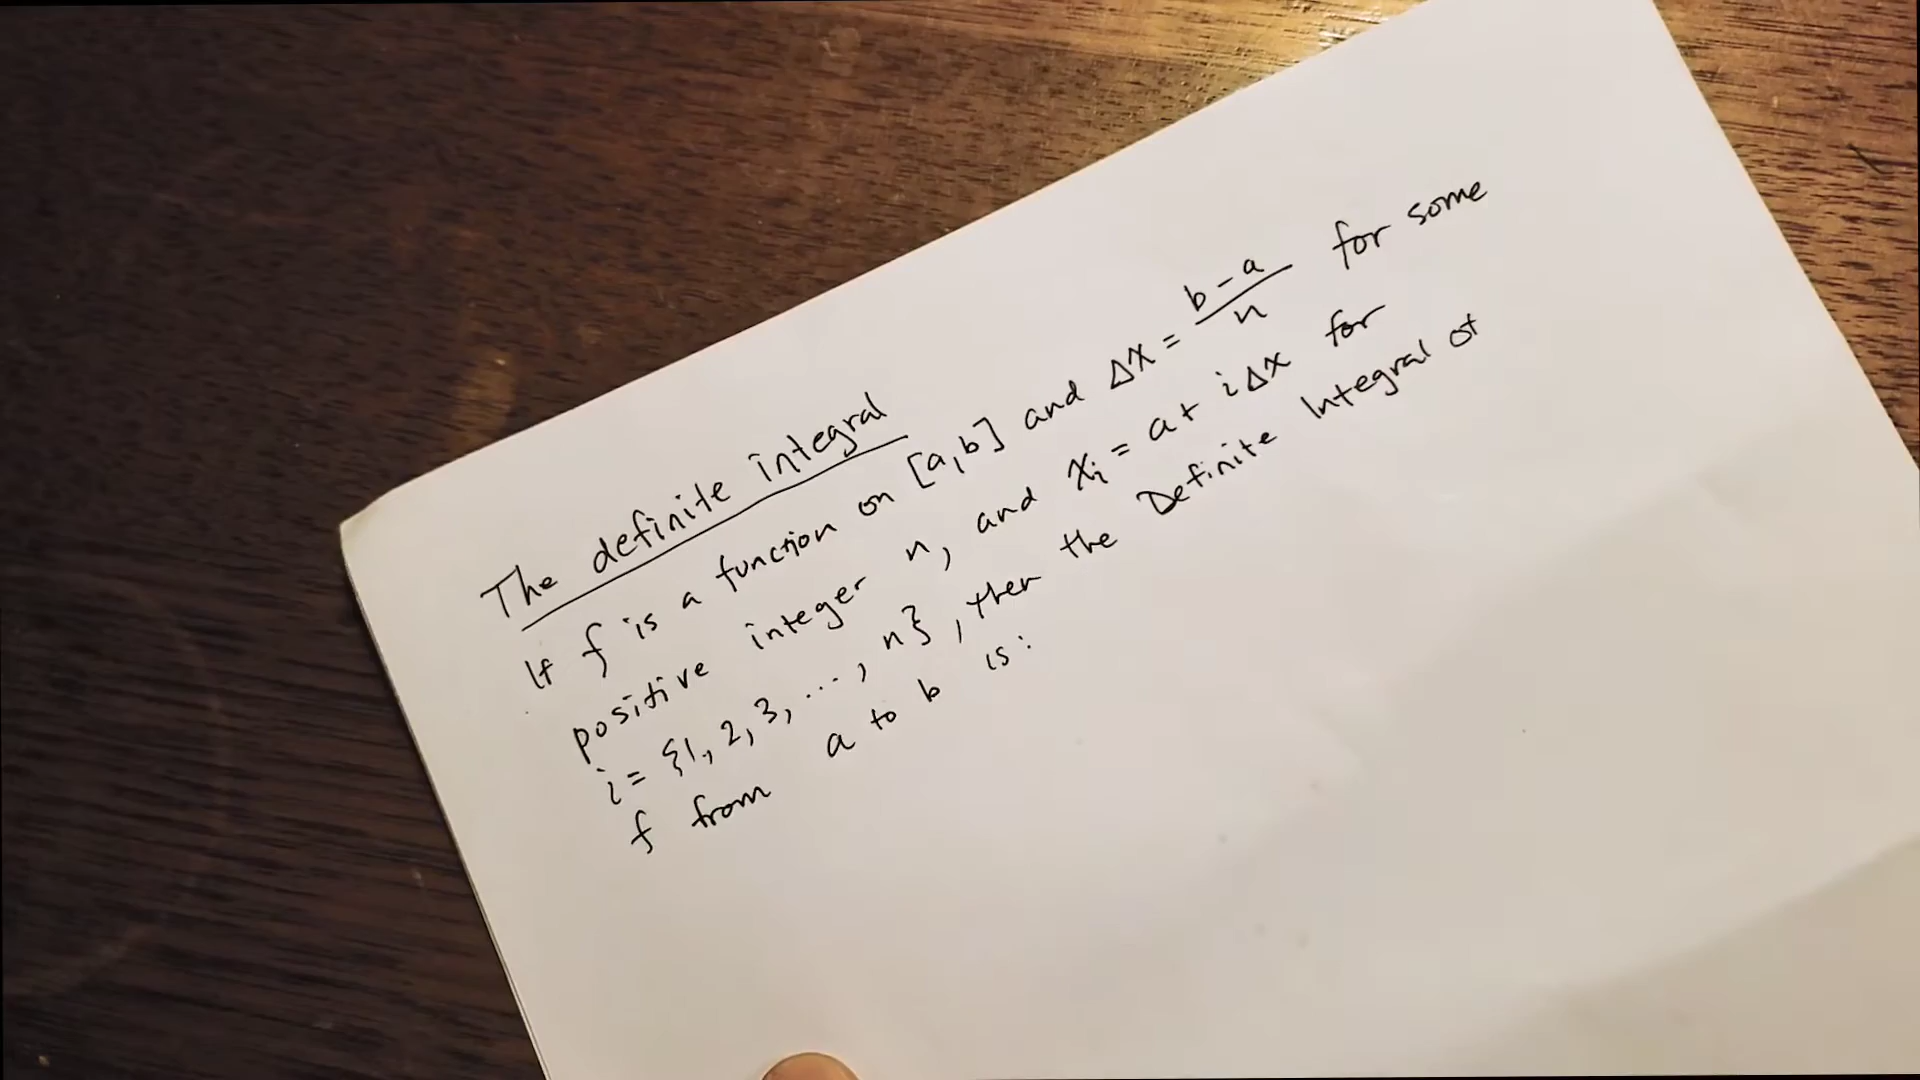 The definite integral
If f is a function on [a,b] and Δx = b-a/n for some
positive integer n, and xᵢ = a + iΔx for
i = {1, 2, 3, ..., n}, then the Definite Integral of
f from a to b is: